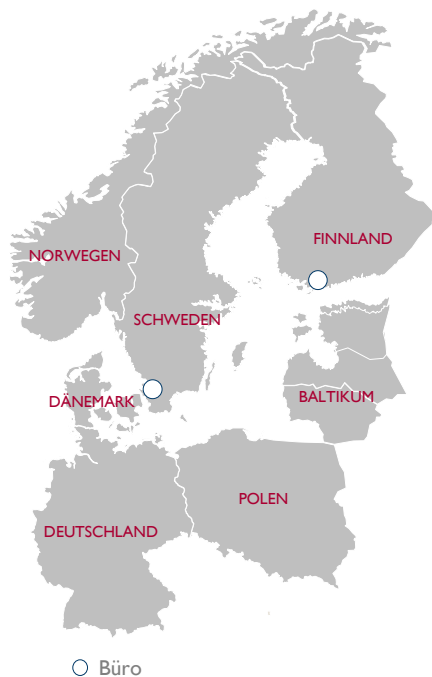 FINNLAND
NORWEGEN
SCHWEDEN
DÄNEMARK
BALTIKUM
POLEN
DEUTSCHLAND
Büro